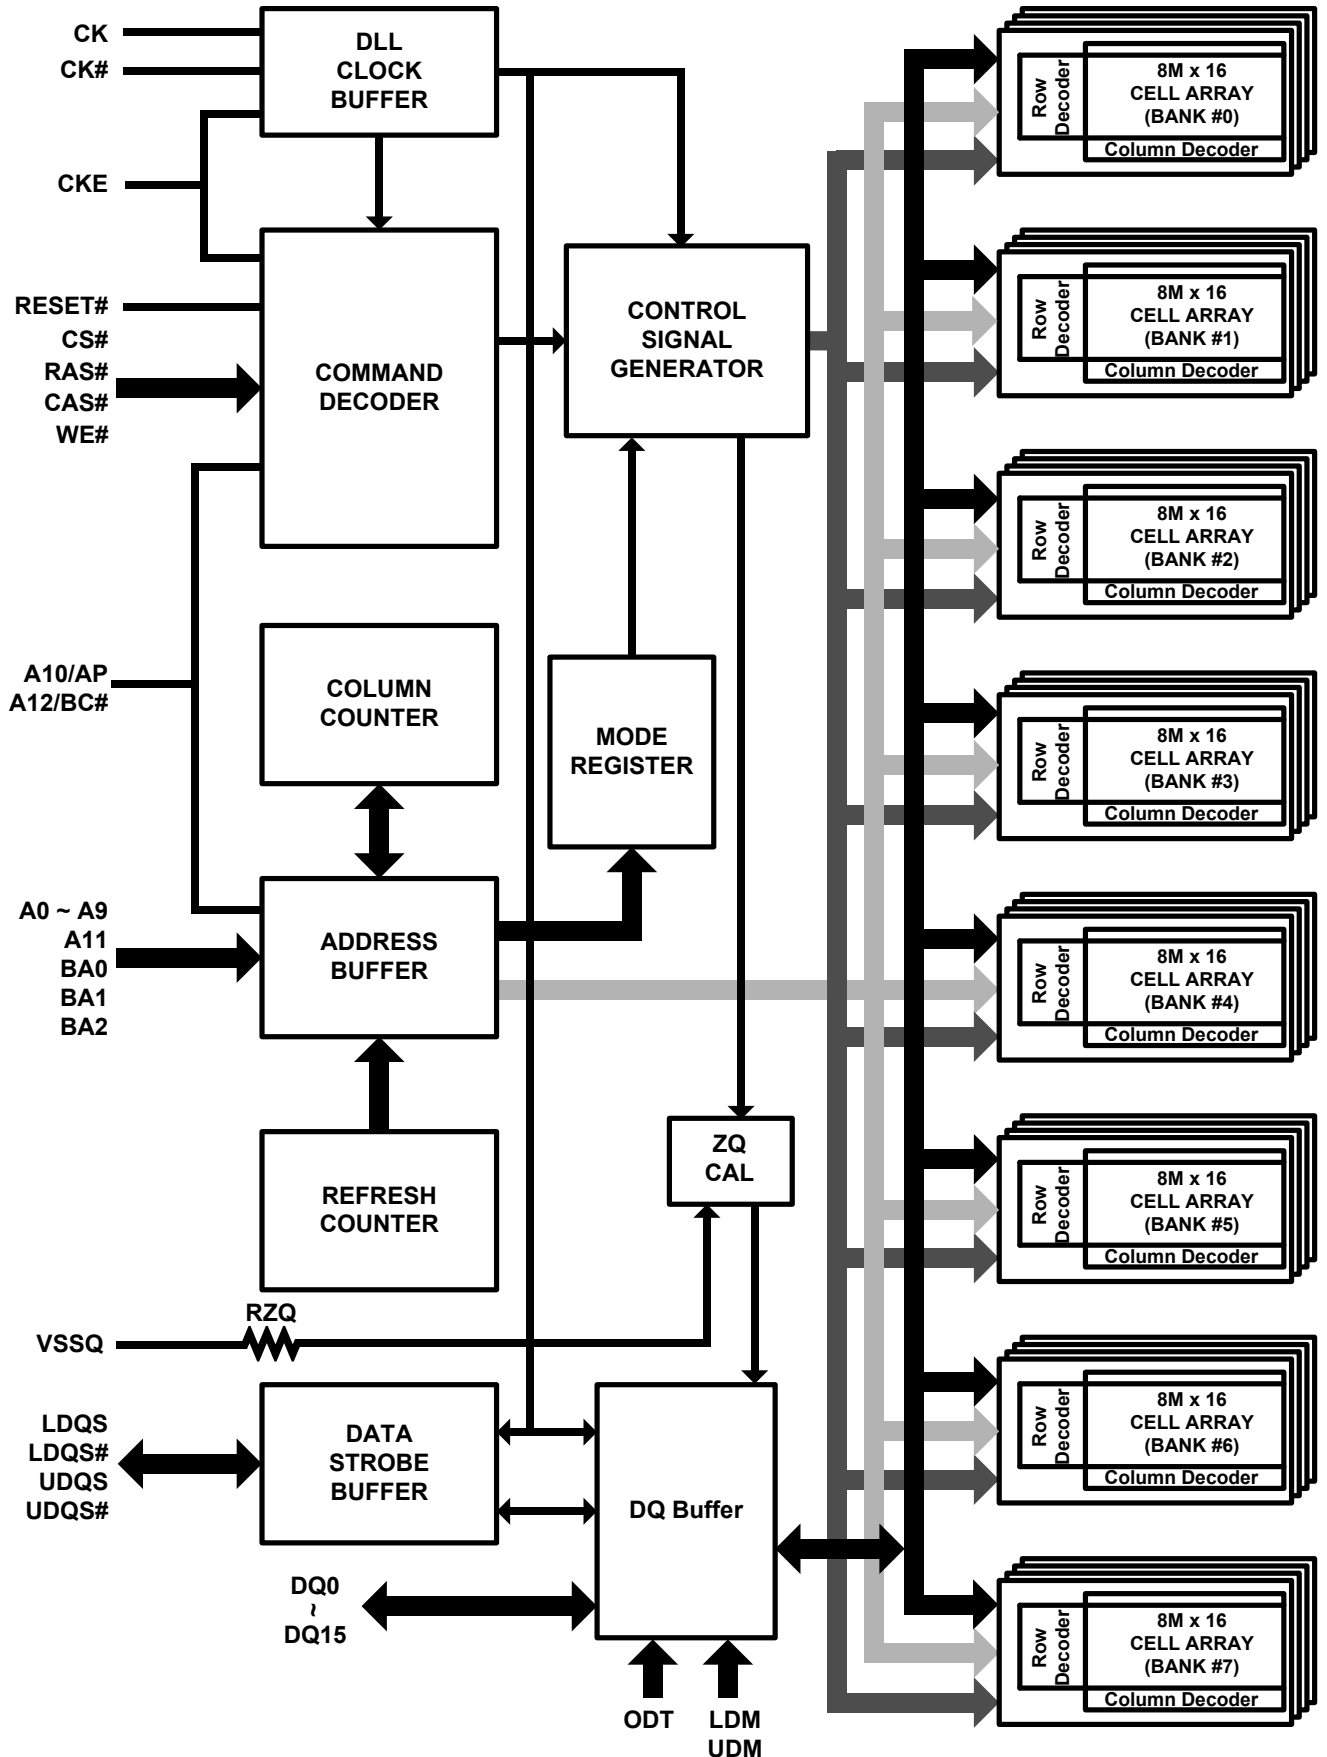 CK
CK#
CKE
RESET#
CS#
RAS#
CAS#
WE#
A10/AP
A12/BC#
A0 ~ A9
A11
BA0
BA1
BA2
VSSQ
RZQ
LDQS
LDQS#
UDQS
UDQS#
DQ0
~
DQ15
DLL
CLOCK
BUFFER
COMMAND
DECODER
COLUMN
COUNTER
ADDRESS
BUFFER
REFRESH
COUNTER
DATA
STROBE
BUFFER
CONTROL
SIGNAL
GENERATOR
MODE
REGISTER
ZQ
CAL
DQ Buffer
ODT
LDM
UDM
Row
Decoder
8M x 16
CELL ARRAY
(BANK #0)
Column Decoder
Row
Decoder
8M x 16
CELL ARRAY
(BANK #1)
Column Decoder
Row
Decoder
8M x 16
CELL ARRAY
(BANK #2)
Column Decoder
Row
Decoder
8M x 16
CELL ARRAY
(BANK #3)
Column Decoder
Row
Decoder
8M x 16
CELL ARRAY
(BANK #4)
Column Decoder
Row
Decoder
8M x 16
CELL ARRAY
(BANK #5)
Column Decoder
Row
Decoder
8M x 16
CELL ARRAY
(BANK #6)
Column Decoder
Row
Decoder
8M x 16
CELL ARRAY
(BANK #7)
Column Decoder